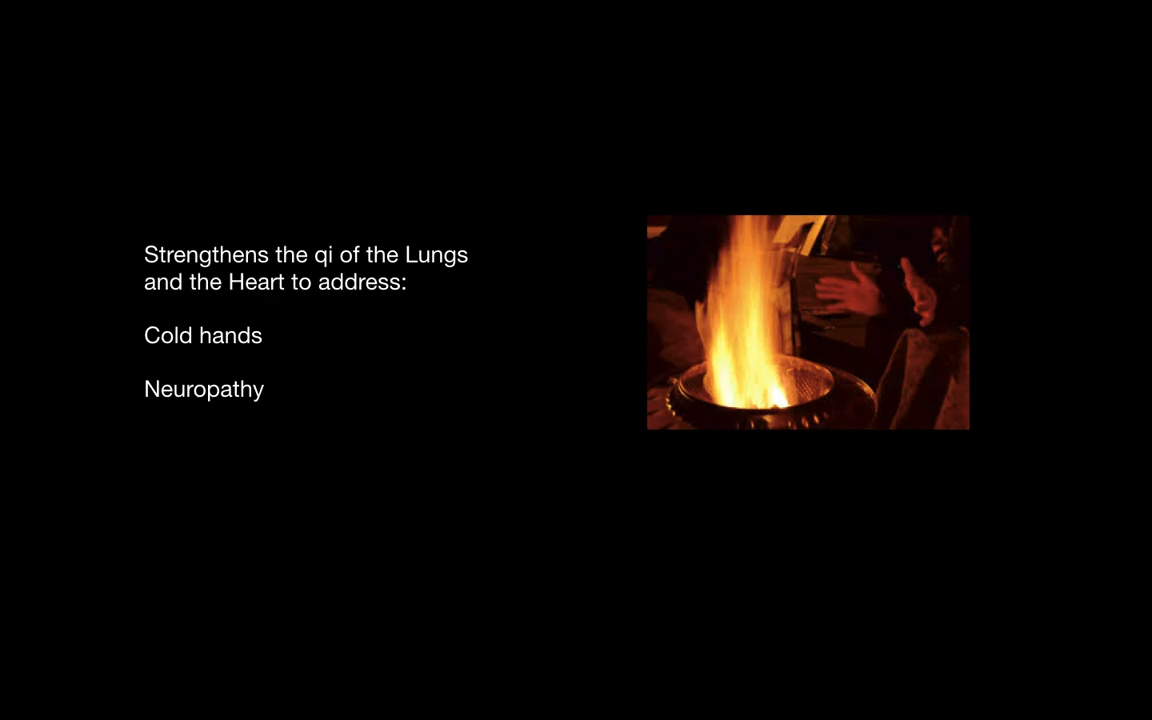 Strengthens the qi of the Lungs
and the Heart to address:
Cold hands
Neuropathy